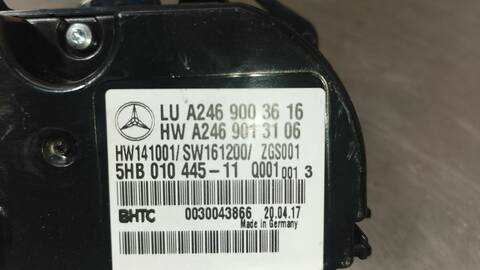 LU A246 900 36 16
HW A246 901 31 06
HW141001/ SW161200/ ZGS001
5HB 010 445-11 Q001 001 3
BHTC 0030043866 20.04.17
Made in Germany